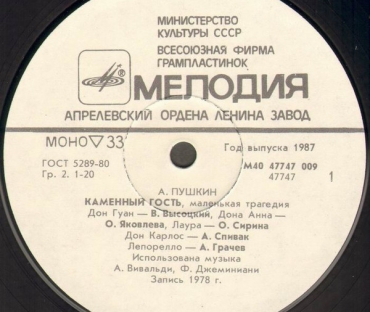 МИНИСТЕРСТВО
КУЛЬТУРЫ СССР
ВСЕСОЮЗНАЯ ФИРМА
ГРАМПЛАСТИНОК
МЕЛОДИЯ
АПРЕЛЕВСКИЙ ОРДЕНА ЛЕНИНА ЗАВОД
МОНО ▽ 33
Год выпуска 1987
ГОСТ 5289-80
М40 47747 009
Гр. 2. 1-20
47747
1
А. ПУШКИН
КАМЕННЫЙ ГОСТЬ, маленькая трагедия
Дон Гуан — В. Высоцкий, Дона Анна —
О. Яковлева, Лаура — О. Сирина
Дон Карлос — А. Спивак
Лепорелло — А. Грачев
Использована музыка
А. Вивальди, Ф. Джеминиани
Запись 1978 г.